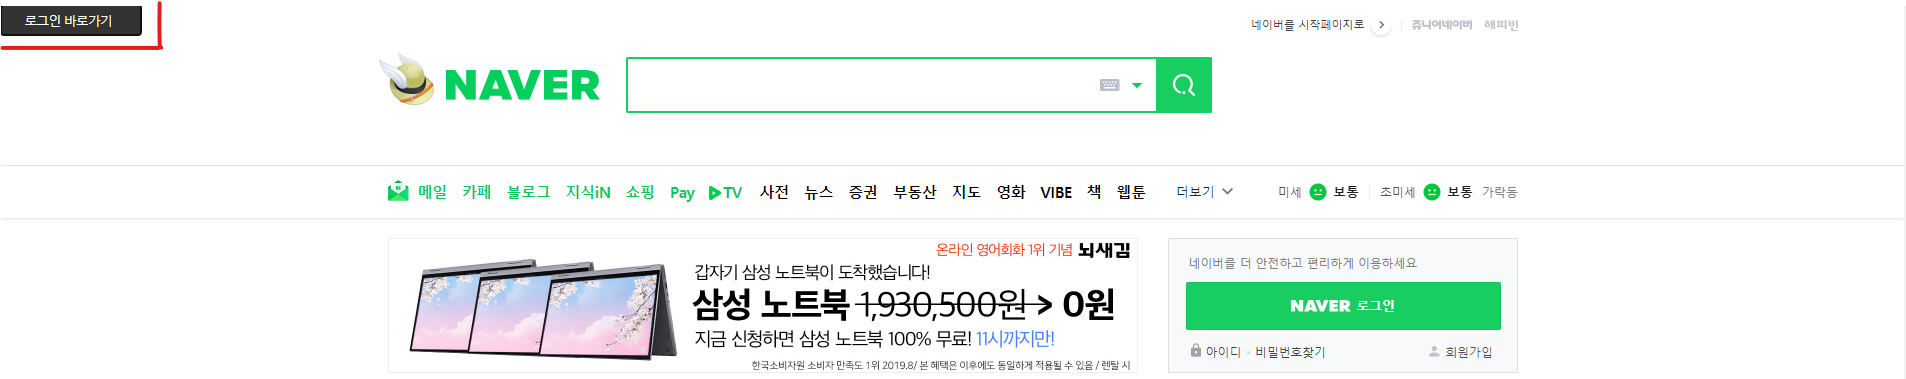 로그인 바로가기
네이버를 시작페이지로 쥬니어네이버 해피빈
NAVER
메일 카페 블로그 지식iN 쇼핑 Pay TV 사전 뉴스 증권 부동산 지도 영화 VIBE 책 웹툰 더보기 미세 보통 초미세 보통 가락동
온라인 영어회화 1위 기념 뇌새김
갑자기 삼성 노트북이 도착했습니다!
삼성 노트북 1,930,500원 > 0원
지금 신청하면 삼성 노트북 100% 무료! 11시까지만!
한국소비자원 소비자 만족도 1위 2019.8/ 본 혜택은 이후에도 동일하게 적용될 수 있음 / 렌탈 시
네이버를 더 안전하고 편리하게 이용하세요
NAVER 로그인
아이디 · 비밀번호찾기 회원가입